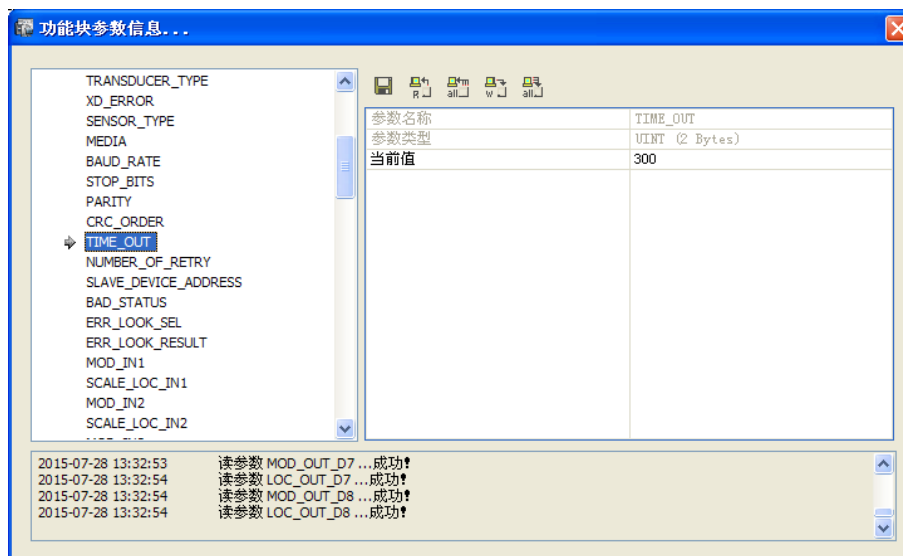 功能块参数信息...
TRANSDUCER_TYPE
XD_ERROR
SENSOR_TYPE
MEDIA
BAUD_RATE
STOP_BITS
PARITY
CRC_ORDER
TIME_OUT
NUMBER_OF_RETRY
SLAVE_DEVICE_ADDRESS
BAD_STATUS
ERR_LOOK_SEL
ERR_LOOK_RESULT
MOD_IN1
SCALE_LOC_IN1
MOD_IN2
SCALE_LOC_IN2
R all w all
参数名称 TIME_OUT
参数类型 UINT (2 Bytes)
当前值 300
2015-07-28 13:32:53 读参数 MOD_OUT_D7 ...成功!
2015-07-28 13:32:54 读参数 LOC_OUT_D7 ...成功!
2015-07-28 13:32:54 读参数 MOD_OUT_D8 ...成功!
2015-07-28 13:32:54 读参数 LOC_OUT_D8 ...成功!